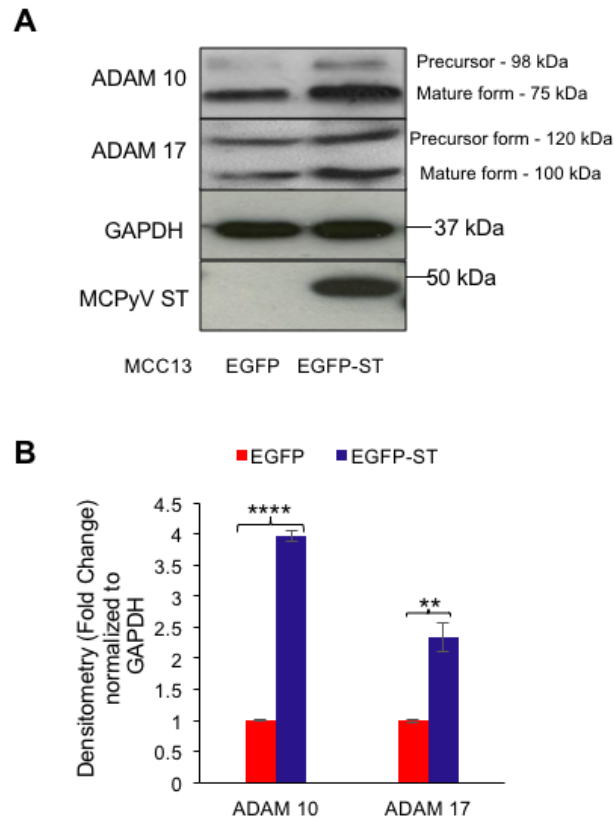 A
ADAM 10
Precursor - 98 kDa
Mature form - 75 kDa
ADAM 17
Precursor form - 120 kDa
Mature form - 100 kDa
GAPDH
37 kDa
MCPyV ST
50 kDa
MCC13 EGFP EGFP-ST
B
EGFP EGFP-ST
Densitometry (Fold Change)
normalized to
GAPDH
4.5
4
3.5
3
2.5
2
1.5
1
0.5
0
****
**
ADAM 10 ADAM 17